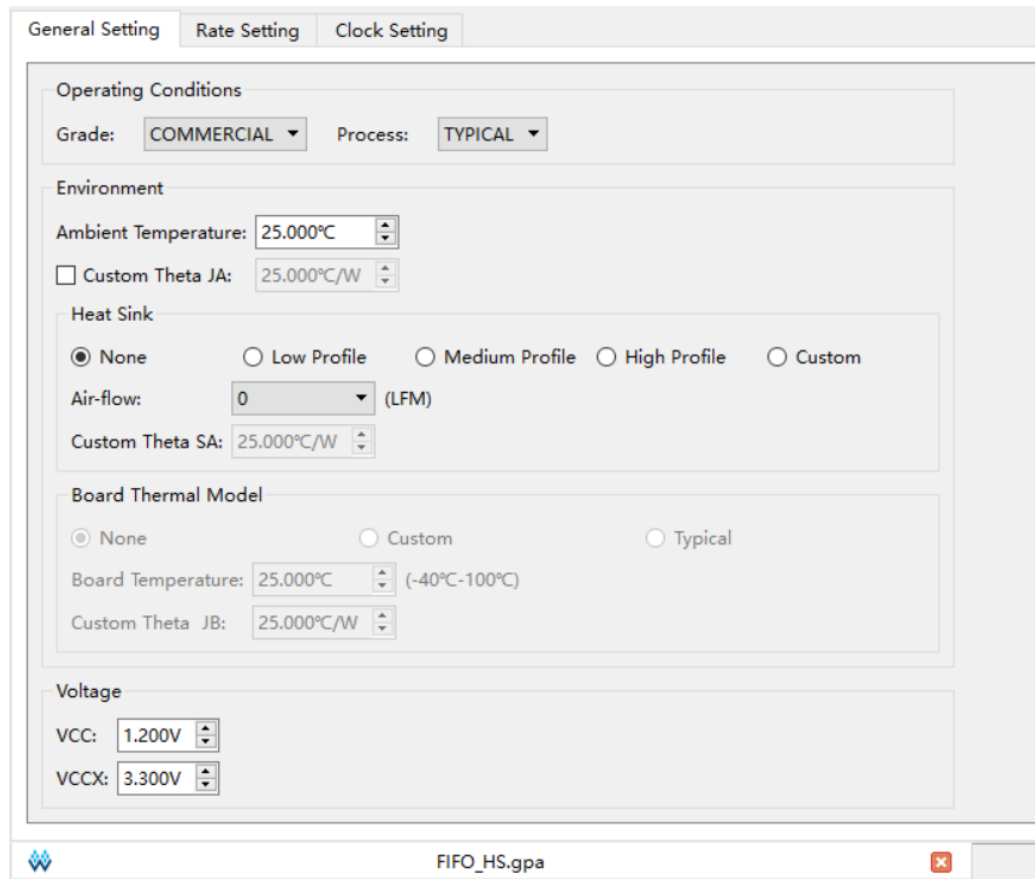 General Setting Rate Setting Clock Setting
Operating Conditions
Grade: COMMERCIAL Process: TYPICAL
Environment
Ambient Temperature: 25.000℃
Custom Theta JA: 25.000℃/W
Heat Sink
None Low Profile Medium Profile High Profile Custom
Air-flow: 0 (LFM)
Custom Theta SA: 25.000℃/W
Board Thermal Model
None Custom Typical
Board Temperature: 25.000℃ (-40℃-100℃)
Custom Theta JB: 25.000℃/W
Voltage
VCC: 1.200V
VCCX: 3.300V
FIFO_HS.gpa